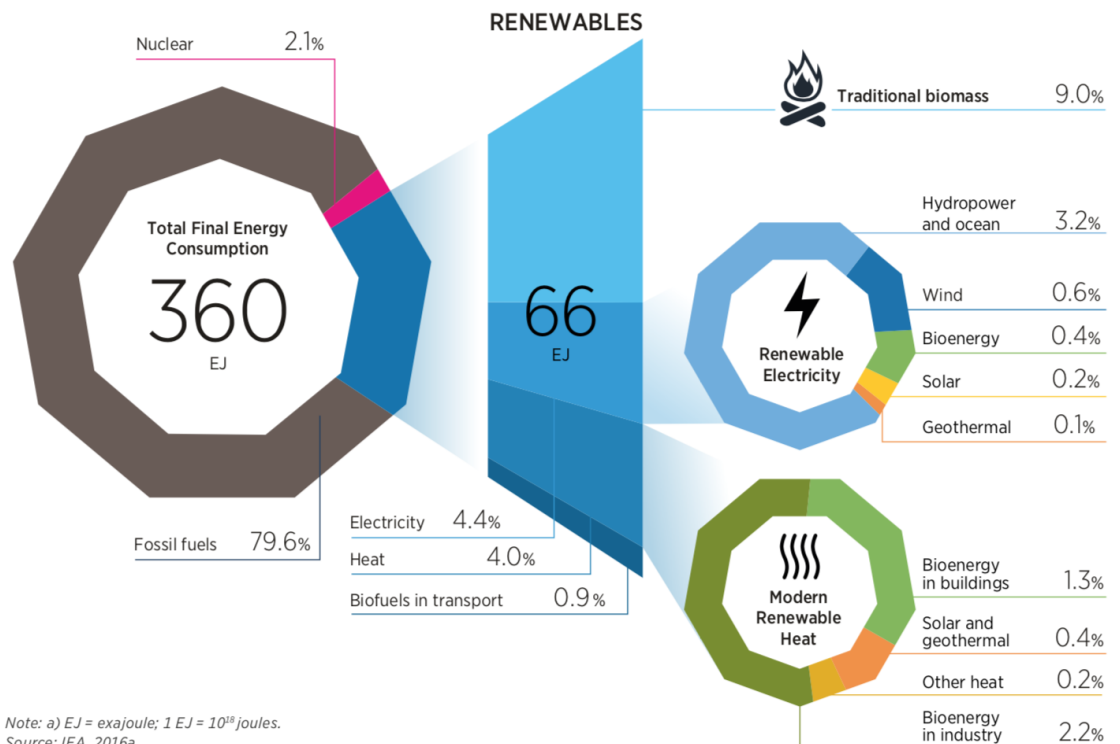 RENEWABLES
Nuclear 2.1%
Traditional biomass 9.0%
Total Final Energy
Consumption
360
EJ
66
EJ
Hydropower
and ocean 3.2%
Wind 0.6%
Bioenergy 0.4%
Solar 0.2%
Geothermal 0.1%
Renewable
Electricity
Fossil fuels 79.6%
Electricity 4.4%
Heat 4.0%
Biofuels in transport 0.9%
Modern
Renewable
Heat
Bioenergy
in buildings 1.3%
Solar and
geothermal 0.4%
Other heat 0.2%
Bioenergy
in industry 2.2%
Note: a) EJ = exajoule; 1 EJ = 10¹⁸ joules.
Source: IEA, 2016a